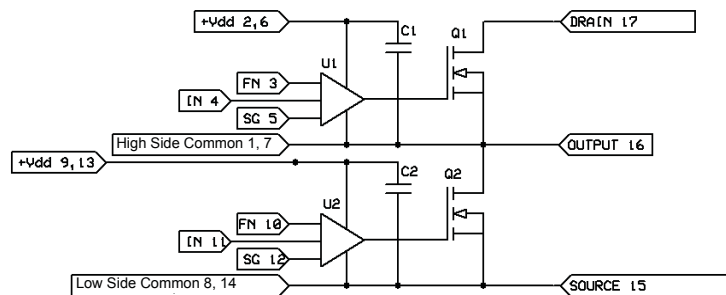 +Vdd 2,6
C1
Q1
DRAIN 17
U1
FN 3
IN 4
SG 5
High Side Common 1, 7
OUTPUT 16
+Vdd 9,13
C2
Q2
U2
FN 10
IN 11
SG 12
Low Side Common 8, 14
SOURCE 15